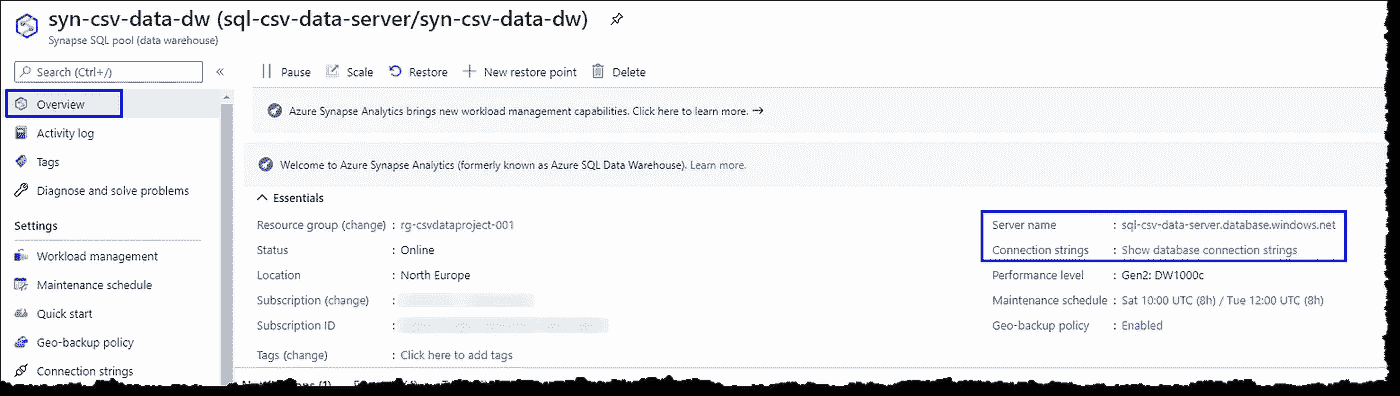 syn-csv-data-dw (sql-csv-data-server/syn-csv-data-dw)
Synapse SQL pool (data warehouse)
Search (Ctrl+/)
«
Overview
Activity log
Tags
Diagnose and solve problems
Settings
Workload management
Maintenance schedule
Quick start
Geo-backup policy
Connection strings
Pause Scale Restore New restore point Delete
Azure Synapse Analytics brings new workload management capabilities. Click here to learn more. →
Welcome to Azure Synapse Analytics (formerly known as Azure SQL Data Warehouse). Learn more.
Essentials
Resource group (change) : rg-csvdataproject-001
Status : Online
Location : North Europe
Subscription (change) :
Subscription ID :
Tags (change) : Click here to add tags
Server name : sql-csv-data-server.database.windows.net
Connection strings : Show database connection strings
Performance level : Gen2: DW1000c
Maintenance schedule : Sat 10:00 UTC (8h) / Tue 12:00 UTC (8h)
Geo-backup policy : Enabled